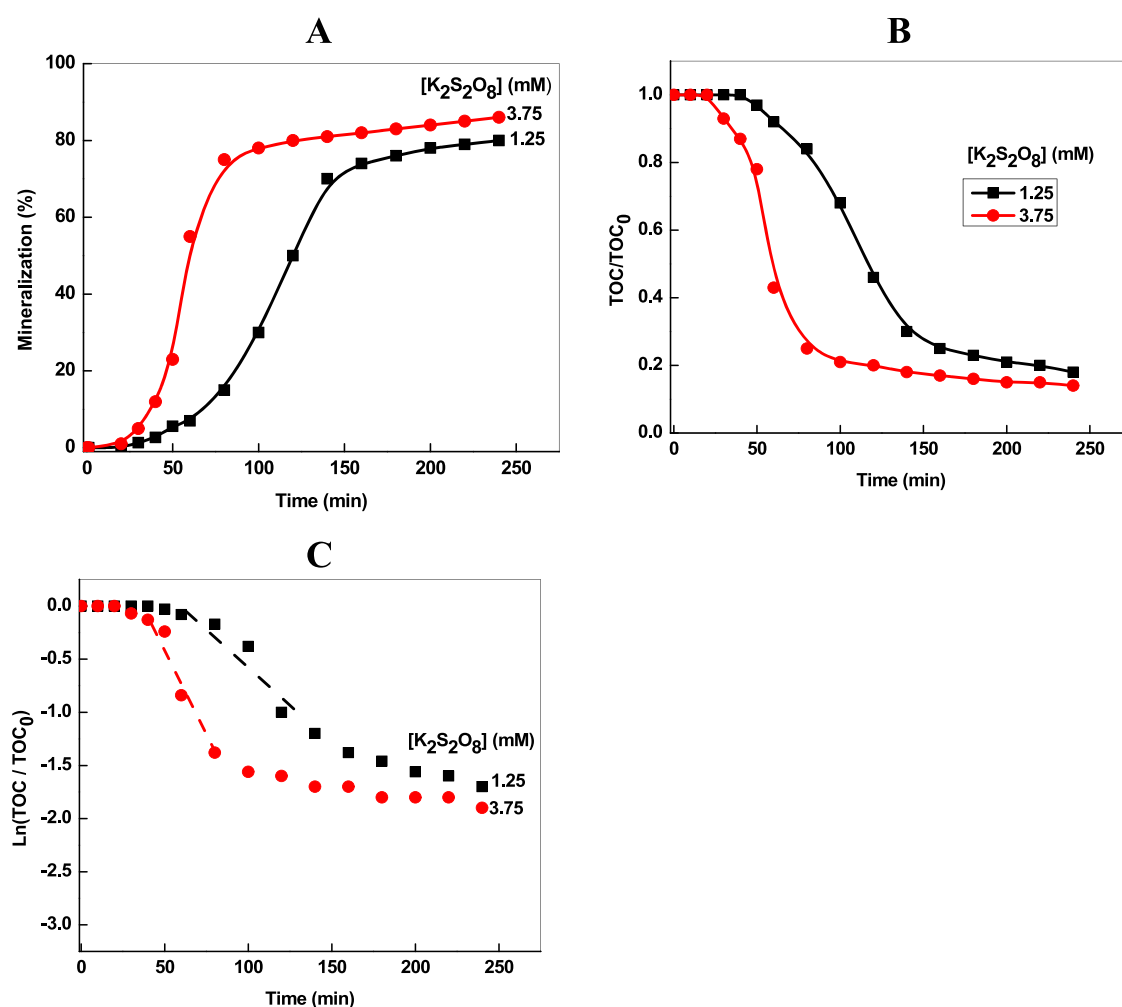 A
100
80
60
40
20
0
Mineralization (%)
[K2S2O8] (mM)
3.75
1.25
0 50 100 150 200 250
Time (min)
B
1.0
0.8
0.6
0.4
0.2
0.0
TOC/TOC0
[K2S2O8] (mM)
1.25
3.75
0 50 100 150 200 250
Time (min)
C
0.0
-0.5
-1.0
-1.5
-2.0
-2.5
-3.0
Ln(TOC / TOC0)
[K2S2O8] (mM)
1.25
3.75
0 50 100 150 200 250
Time (min)